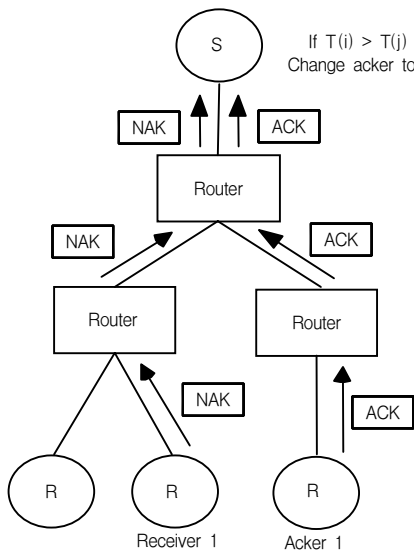 S
If T(i) > T(j)
Change acker to
NAK
ACK
Router
NAK
ACK
Router
Router
NAK
ACK
R
R
R
Receiver 1
Acker 1